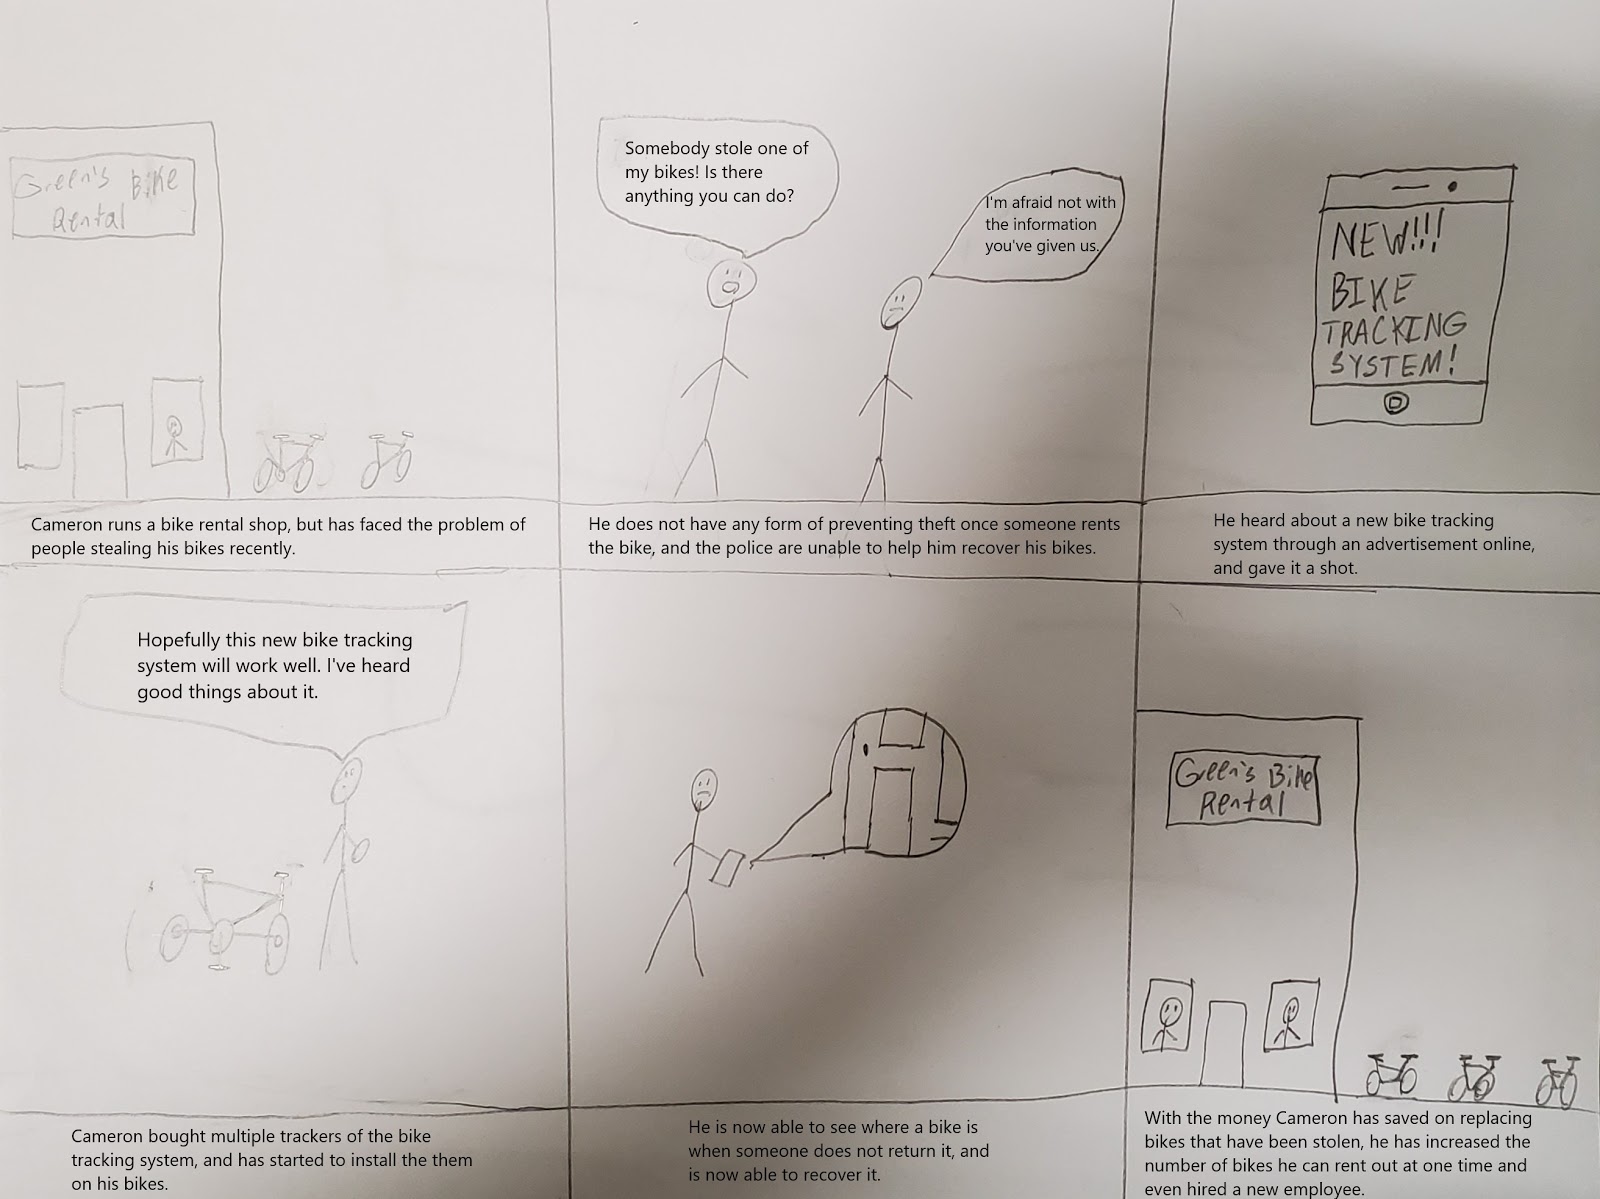 Green's Bike
Rental
Somebody stole one of
my bikes! Is there
anything you can do?
I'm afraid not with
the information
you've given us.
NEW!!!
BIKE
TRACKING
SYSTEM!
Cameron runs a bike rental shop, but has faced the problem of
people stealing his bikes recently.
He does not have any form of preventing theft once someone rents
the bike, and the police are unable to help him recover his bikes.
He heard about a new bike tracking
system through an advertisement online,
and gave it a shot.
Hopefully this new bike tracking
system will work well. I've heard
good things about it.
Green's Bike
Rental
Cameron bought multiple trackers of the bike
tracking system, and has started to install the them
on his bikes.
He is now able to see where a bike is
when someone does not return it, and
is now able to recover it.
With the money Cameron has saved on replacing
bikes that have been stolen, he has increased the
number of bikes he can rent out at one time and
even hired a new employee.